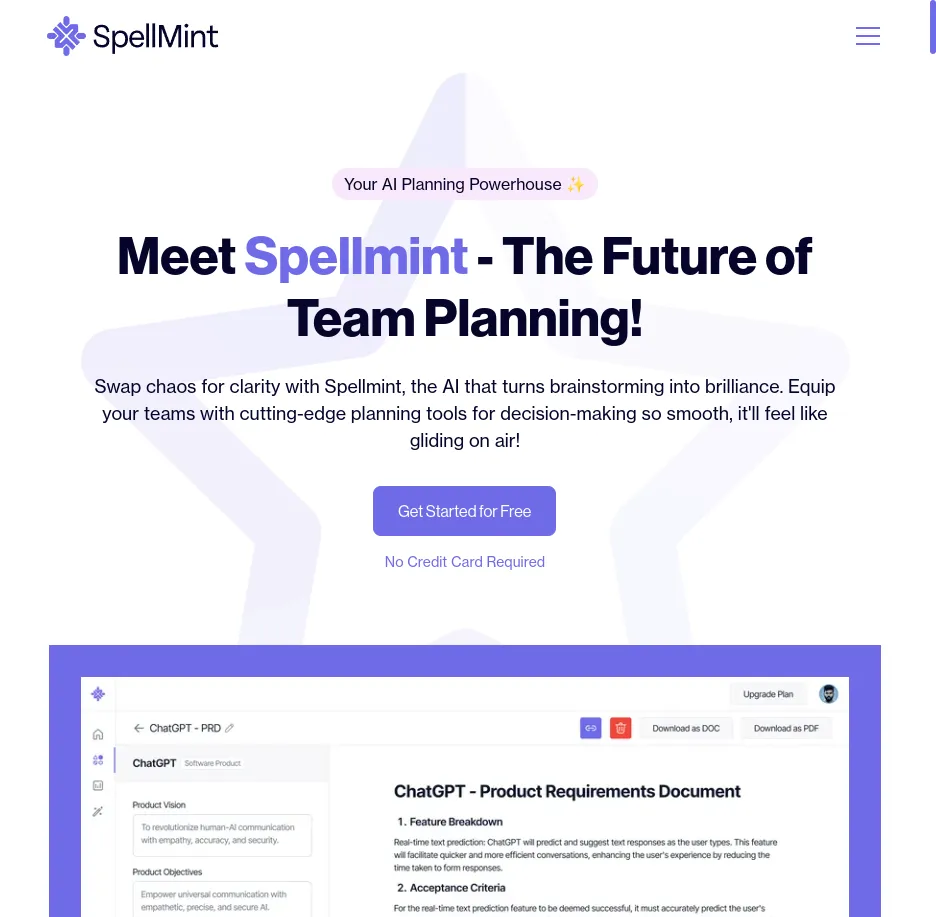 SpellMint
Your AI Planning Powerhouse ✨
Meet Spellmint - The Future of
Team Planning!
Swap chaos for clarity with Spellmint, the AI that turns brainstorming into brilliance. Equip
your teams with cutting-edge planning tools for decision-making so smooth, it'll feel like
gliding on air!
Get Started for Free
No Credit Card Required
Upgrade Plan
ChatGPT - PRD
Download as DOC
Download as PDF
ChatGPT Software Product
Product Vision
To revolutionize human-AI communication
with empathy, accuracy, and security.
Product Objectives
Empower universal communication with
empathetic, precise, and secure AI.
ChatGPT - Product Requirements Document
1. Feature Breakdown
Real-time text prediction: ChatGPT will predict and suggest text responses as the user types. This feature
will facilitate quicker and more efficient conversations, enhancing the user's experience by reducing the
time taken to form responses.
2. Acceptance Criteria
For the real-time text prediction feature to be deemed successful, it must accurately predict the user's